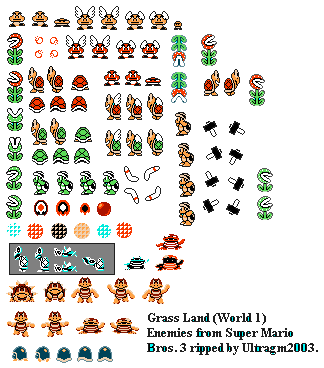 Grass Land (World 1)
Enemies from Super Mario
Bros. 3 ripped by Ultragm2003.